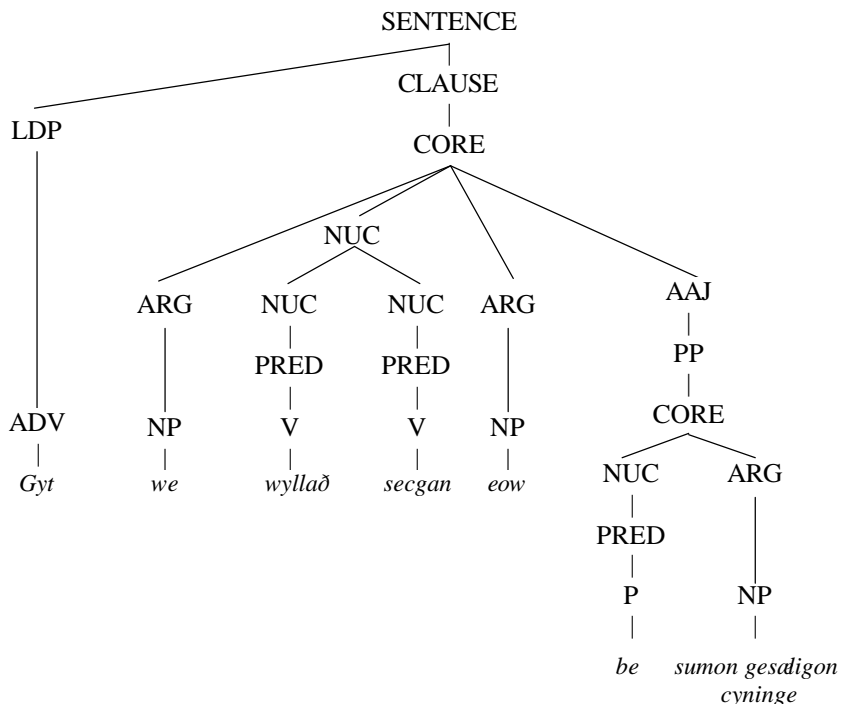 SENTENCE
CLAUSE
LDP
CORE
NUC
ARG NUC NUC ARG AAJ
PRED PRED PP
ADV NP V V NP CORE
Gyt we wyllað secgan eow NUC ARG
PRED
P NP
be sumon gesæligon
cyninge